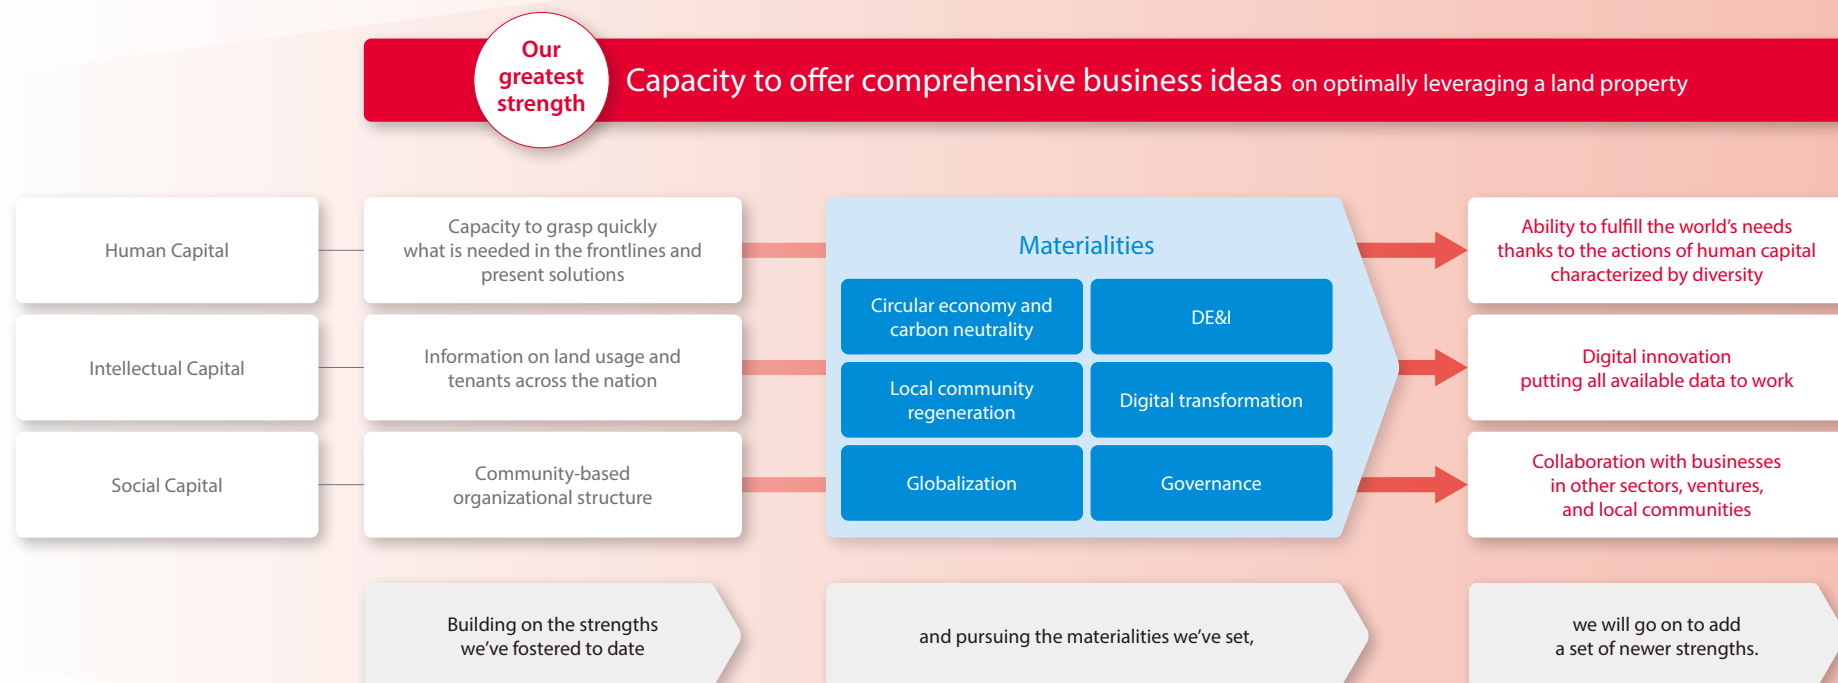 Our
greatest
strength
Capacity to offer comprehensive business ideas on optimally leveraging a land property
Human Capital
Capacity to grasp quickly
what is needed in the frontlines and
present solutions
Intellectual Capital
Information on land usage and
tenants across the nation
Social Capital
Community-based
organizational structure
Materialities
Circular economy and
carbon neutrality
DE&I
Local community
regeneration
Digital transformation
Globalization
Governance
Ability to fulfill the world's needs
thanks to the actions of human capital
characterized by diversity
Digital innovation
putting all available data to work
Collaboration with businesses
in other sectors, ventures,
and local communities
Building on the strengths
we've fostered to date
and pursuing the materialities we've set,
we will go on to add
a set of newer strengths.